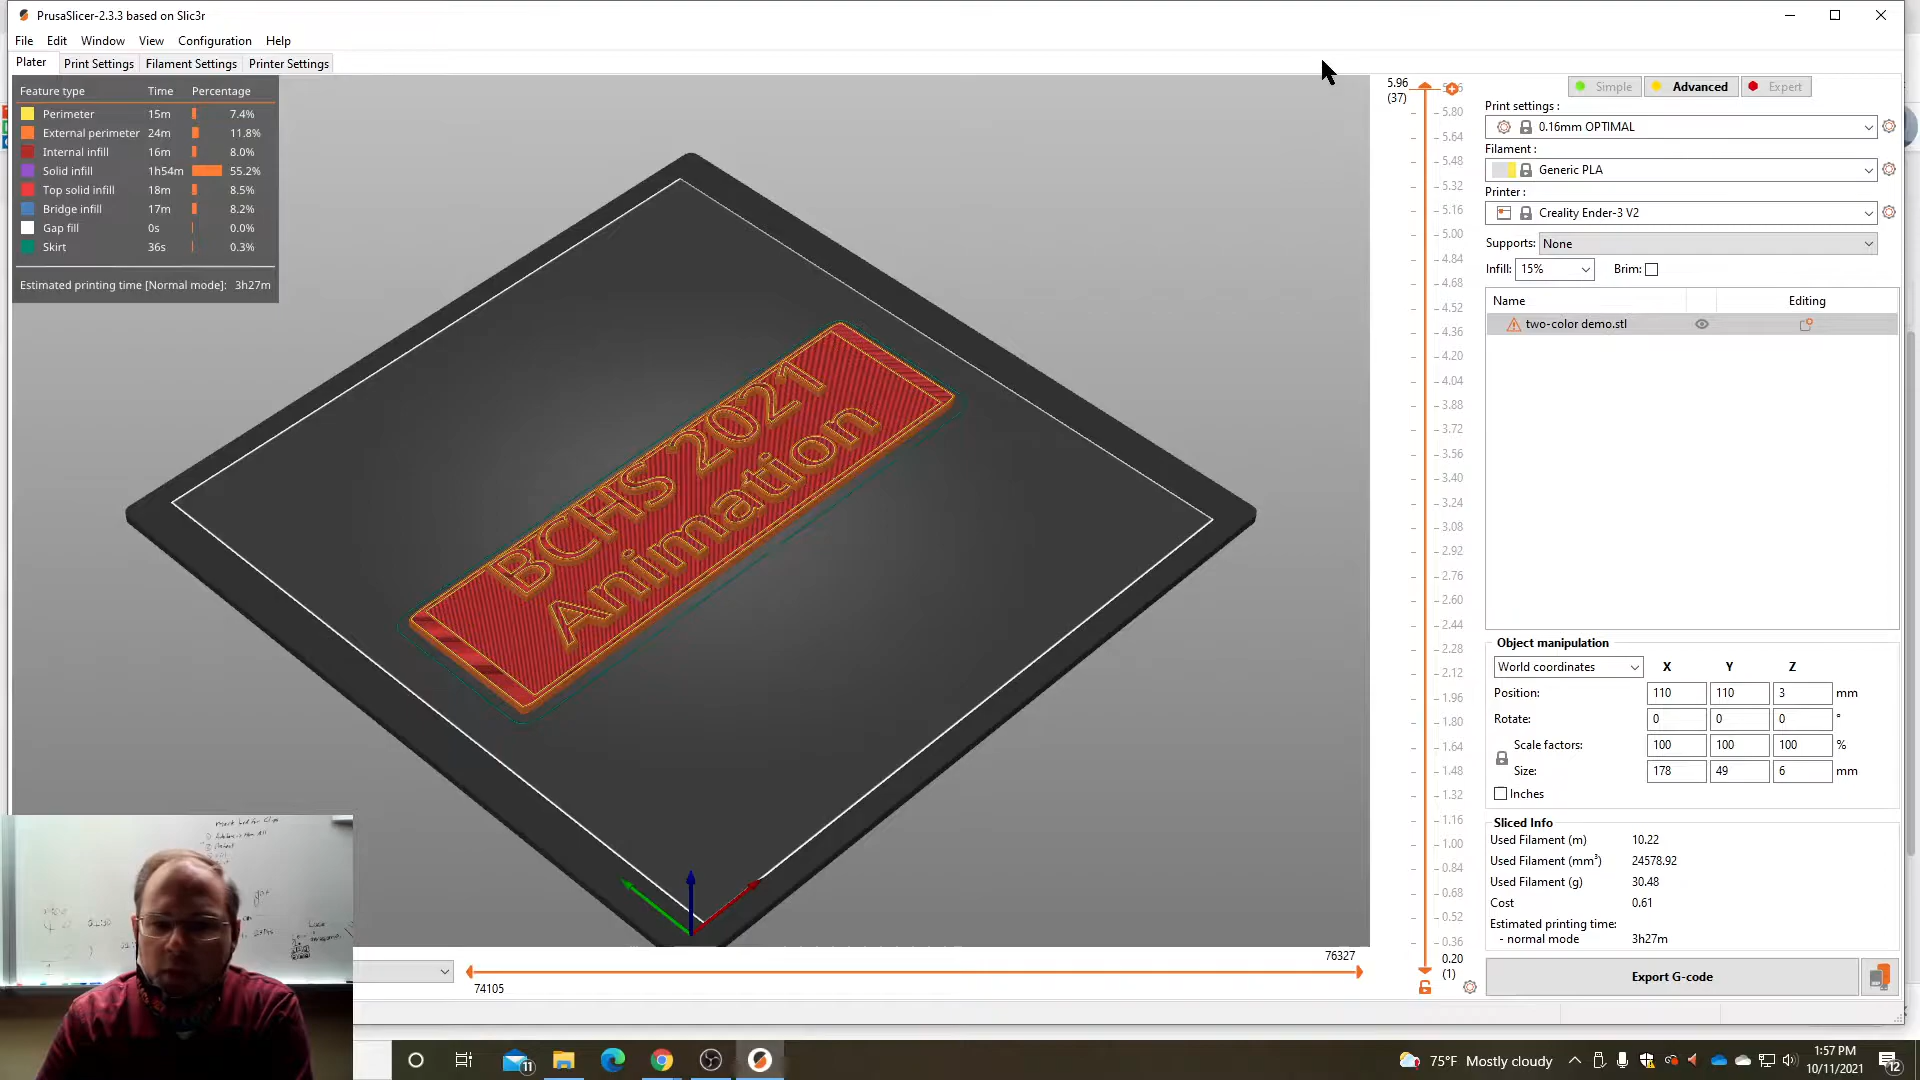 PrusaSlicer-2.3.3 based on Slic3r
File Edit Window View Configuration Help
Plater Print Settings Filament Settings Printer Settings
Feature type Time Percentage
Perimeter 15m 7.4%
External perimeter 24m 11.8%
Internal infill 16m 8.0%
Solid infill 1h54m 55.2%
Top solid infill 18m 8.5%
Bridge infill 17m 8.2%
Gap fill 0s 0.0%
Skirt 36s 0.3%
Estimated printing time [Normal mode]: 3h27m
BCHS 2021
Animation
5.96
(37)
5.80
5.64
5.48
5.32
5.16
5.00
4.84
4.68
4.52
4.36
4.20
4.04
3.88
3.72
3.56
3.40
3.24
3.08
2.92
2.76
2.60
2.44
2.28
2.12
1.96
1.80
1.64
1.48
1.32
1.16
1.00
0.84
0.68
0.52
0.36
0.20
(1)
76327
74105
Simple Advanced Expert
Print settings :
0.16mm OPTIMAL
Filament :
Generic PLA
Printer :
Creality Ender-3 V2
Supports: None
Infill: 15% Brim:
Name Editing
two-color demo.stl
Object manipulation
World coordinates X Y Z
Position: 110 110 3 mm
Rotate: 0 0 0 °
Scale factors: 100 100 100 %
Size: 178 49 6 mm
Inches
Sliced Info
Used Filament (m) 10.22
Used Filament (mm³) 24578.92
Used Filament (g) 30.48
Cost 0.61
Estimated printing time:
- normal mode 3h27m
Export G-code
11
75°F Mostly cloudy
1:57 PM
10/11/2021
12